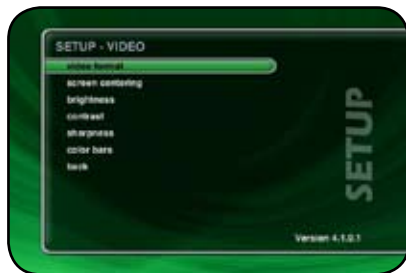 SETUP - VIDEO
video format
screen centering
brightness
contrast
sharpness
color bars
back
SETUP
Version 4.1.0.1